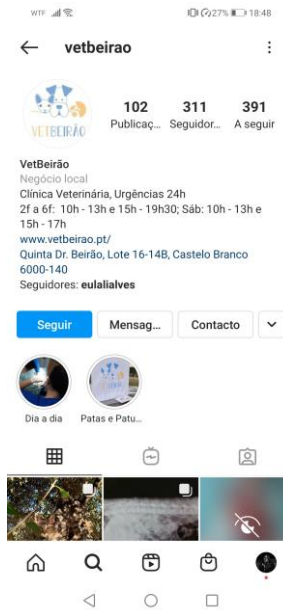 WTF 27% 18:48
vetbeirao
VETBEIRÃO
102 311 391
Publicaç... Seguidor... A seguir
VetBeirão
Negócio local
Clínica Veterinária, Urgências 24h
2f a 6f: 10h - 13h e 15h - 19h30; Sáb: 10h - 13h e
15h - 17h
www.vetbeirao.pt/
Quinta Dr. Beirão, Lote 16-14B, Castelo Branco
6000-140
Seguidores: eulalialves
Seguir Mensag... Contacto
Dia a dia Patas e Patu...